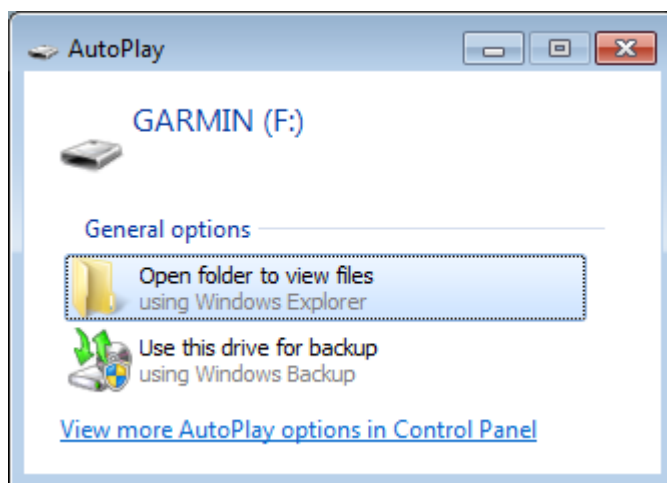 AutoPlay
GARMIN (F:)
General options
Open folder to view files
using Windows Explorer
Use this drive for backup
using Windows Backup
View more AutoPlay options in Control Panel